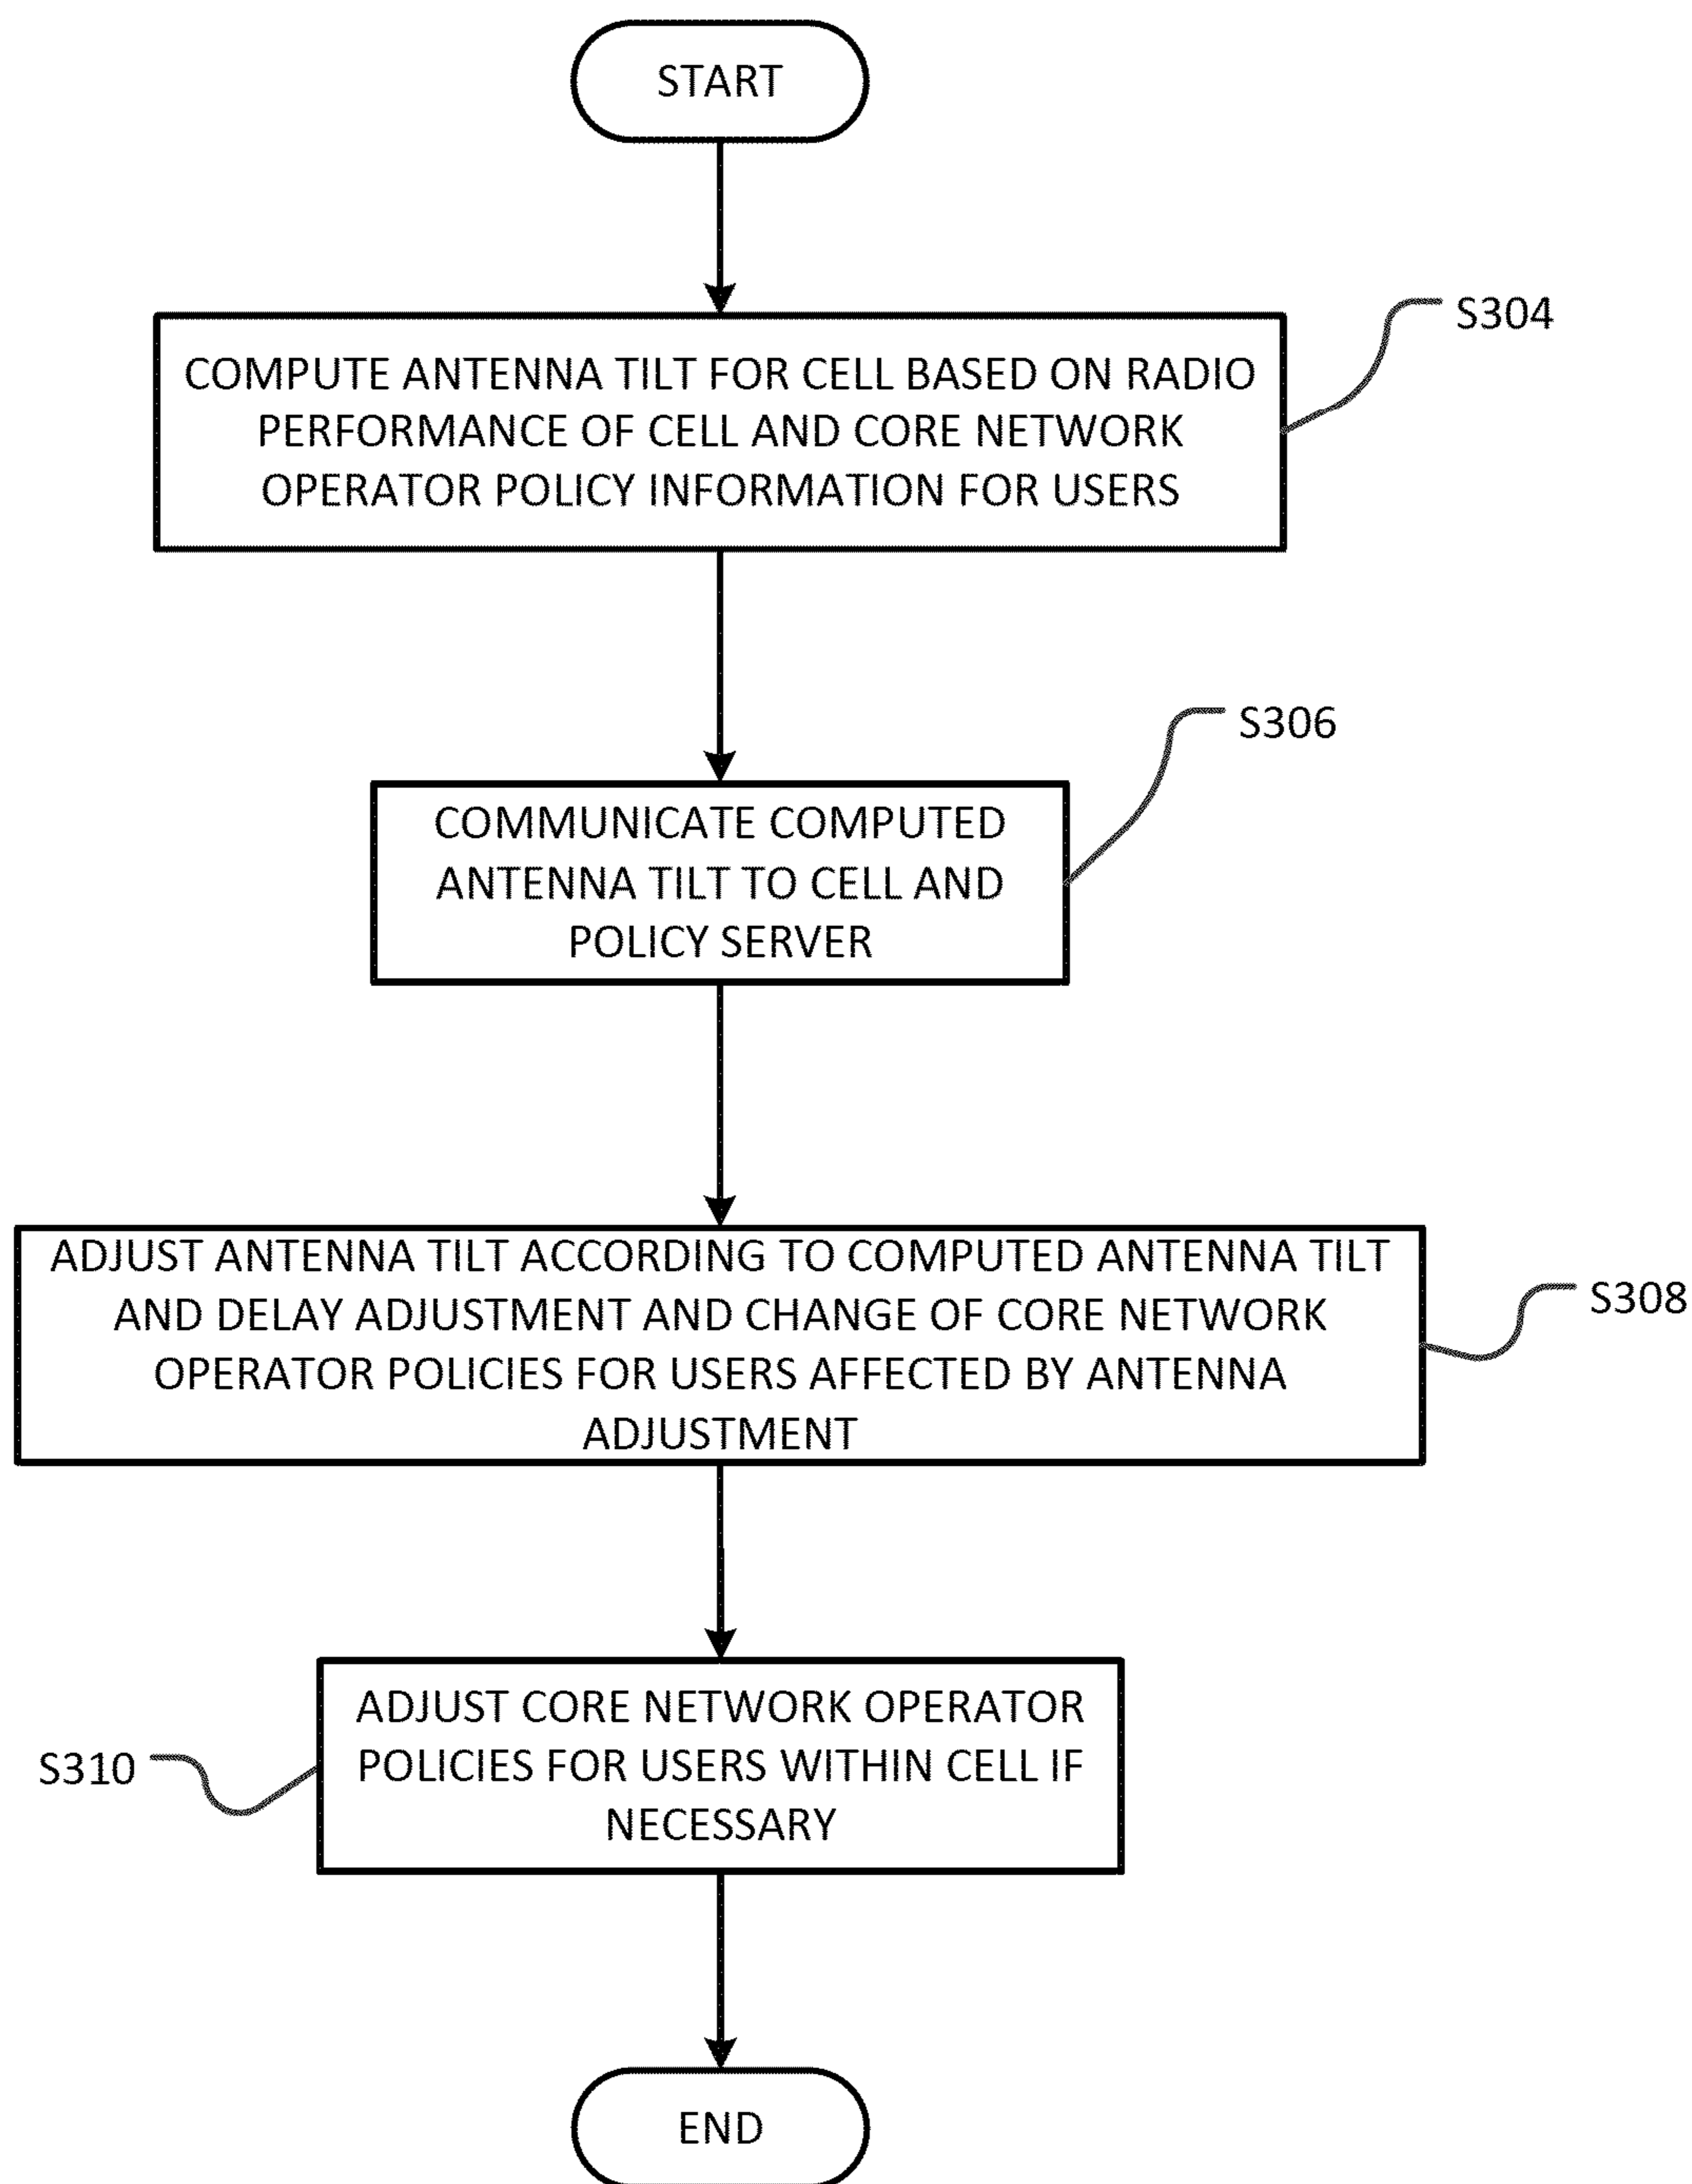 START
S304
COMPUTE ANTENNA TILT FOR CELL BASED ON RADIO
PERFORMANCE OF CELL AND CORE NETWORK
OPERATOR POLICY INFORMATION FOR USERS
S306
COMMUNICATE COMPUTED
ANTENNA TILT TO CELL AND
POLICY SERVER
ADJUST ANTENNA TILT ACCORDING TO COMPUTED ANTENNA TILT
AND DELAY ADJUSTMENT AND CHANGE OF CORE NETWORK
OPERATOR POLICIES FOR USERS AFFECTED BY ANTENNA
ADJUSTMENT
S308
ADJUST CORE NETWORK OPERATOR
POLICIES FOR USERS WITHIN CELL IF
NECESSARY
S310
END